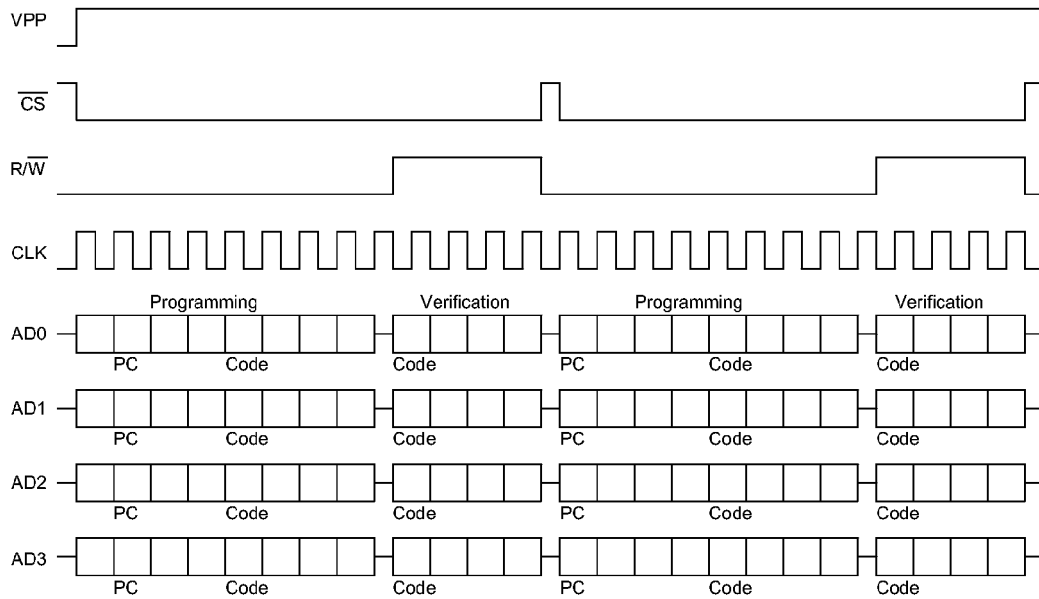 VPP
CS
R/W
CLK
Programming Verification Programming Verification
AD0
PC Code Code PC Code Code
AD1
PC Code Code PC Code Code
AD2
PC Code Code PC Code Code
AD3
PC Code Code PC Code Code